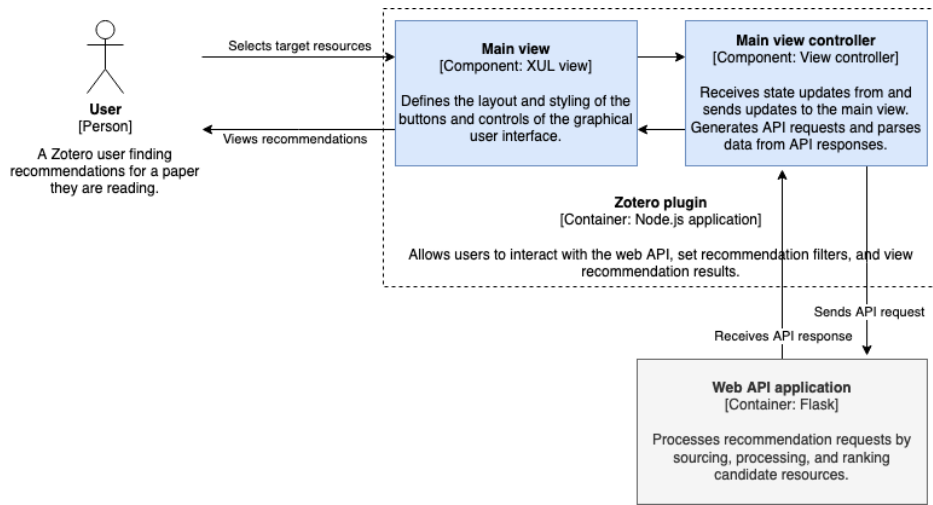 Selects target resources
Views recommendations
User
[Person]
A Zotero user finding
recommendations for a paper
they are reading.
Main view
[Component: XUL view]
Defines the layout and styling of the
buttons and controls of the graphical
user interface.
Main view controller
[Component: View controller]
Receives state updates from and
sends updates to the main view.
Generates API requests and parses
data from API responses.
Zotero plugin
[Container: Node.js application]
Allows users to interact with the web API, set recommendation filters, and view
recommendation results.
Sends API request
Receives API response
Web API application
[Container: Flask]
Processes recommendation requests by
sourcing, processing, and ranking
candidate resources.